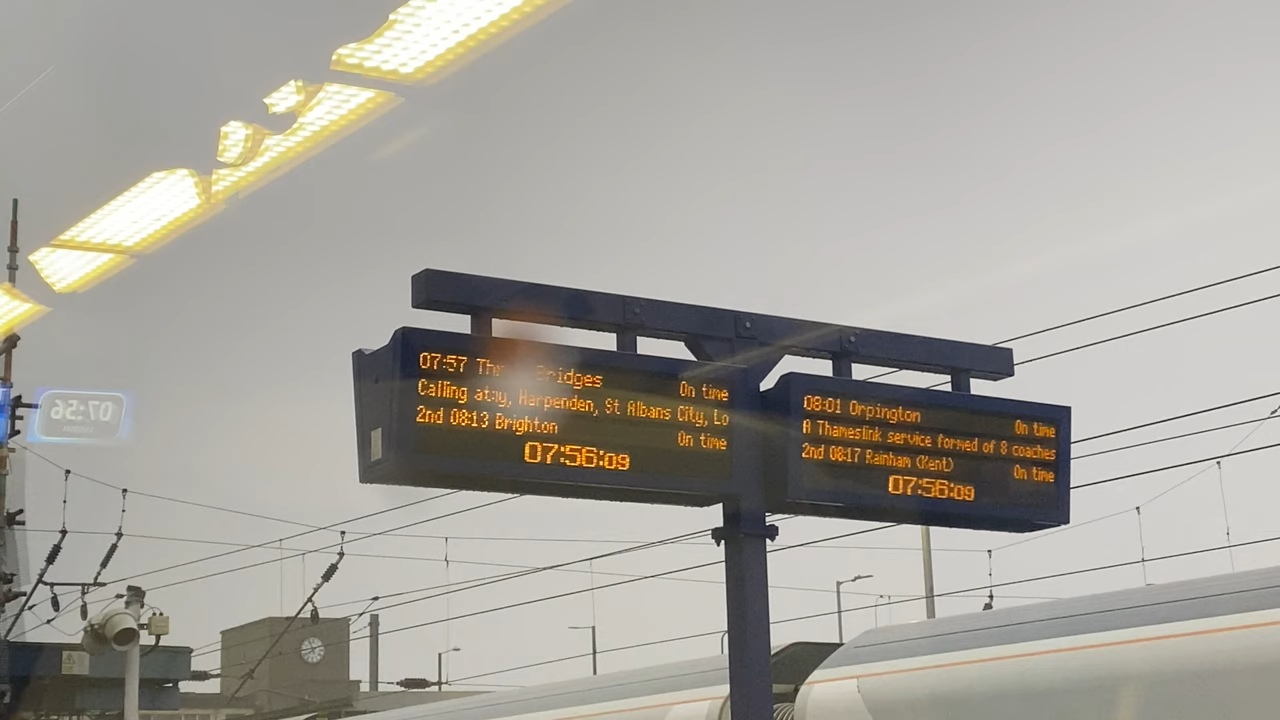 07:57 Thr Bridges On time
Calling at:y, Harpenden, St Albans City, Lo
2nd 08:13 Brighton On time
07:56:09
08:01 Orpington On time
A Thameslink service formed of 8 coaches
2nd 08:17 Rainham (Kent) On time
07:56:09
07:56